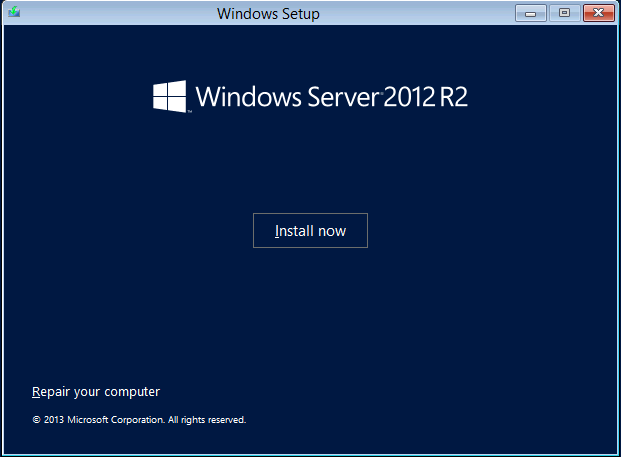 Windows Setup
Windows Server 2012 R2
Install now
Repair your computer
© 2013 Microsoft Corporation. All rights reserved.